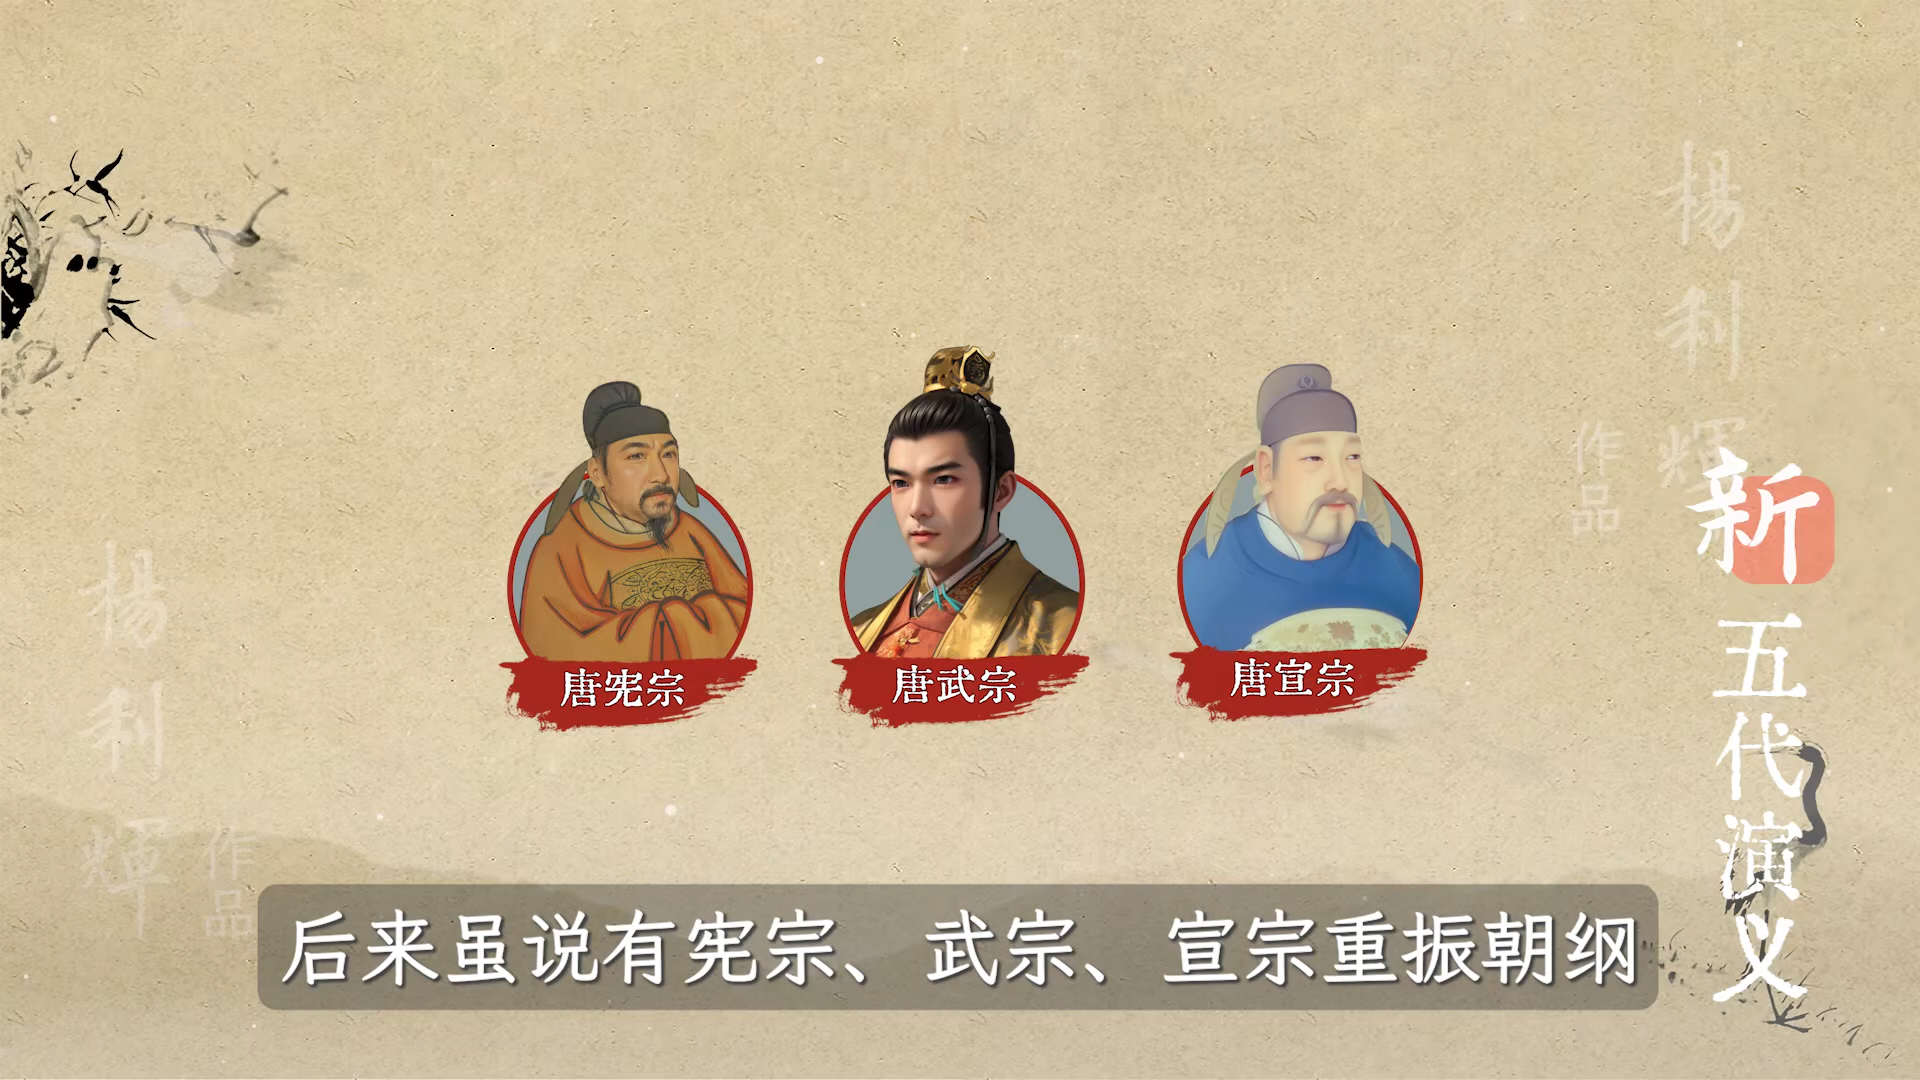 楊利輝
作品
新五代演义
楊利輝
作品
唐宪宗
唐武宗
唐宣宗
后来虽说有宪宗、武宗、宣宗重振朝纲